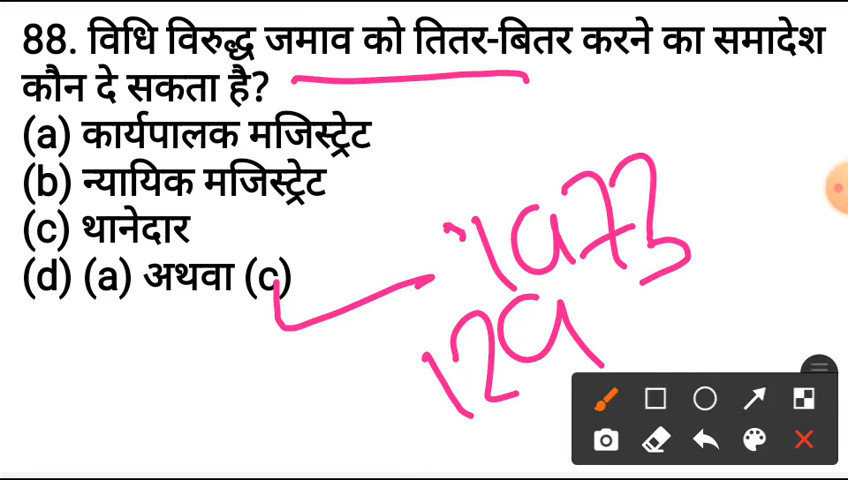 88. विधि विरुद्ध जमाव को तितर-बितर करने का समादेश
कौन दे सकता है?
(a) कार्यपालक मजिस्ट्रेट
(b) न्यायिक मजिस्ट्रेट
(c) थानेदार
(d) (a) अथवा (c)
1973
129